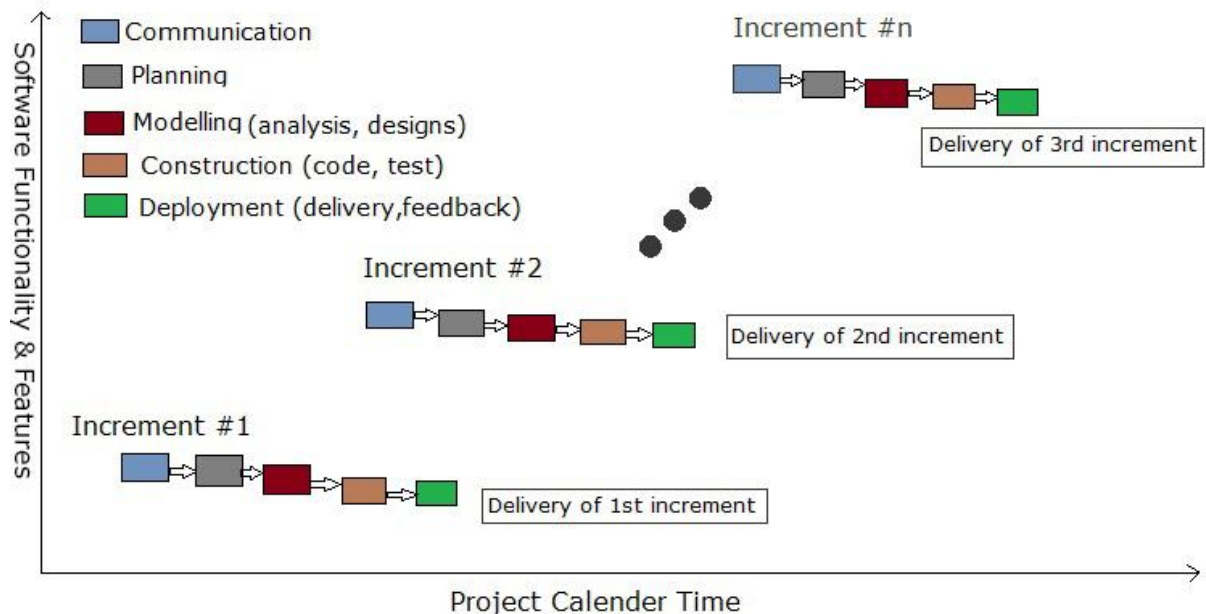 Software Functionality & Features
Communication
Planning
Modelling (analysis, designs)
Construction (code, test)
Deployment (delivery,feedback)
Increment #n
Delivery of 3rd increment
Increment #2
Delivery of 2nd increment
Increment #1
Delivery of 1st increment
Project Calender Time